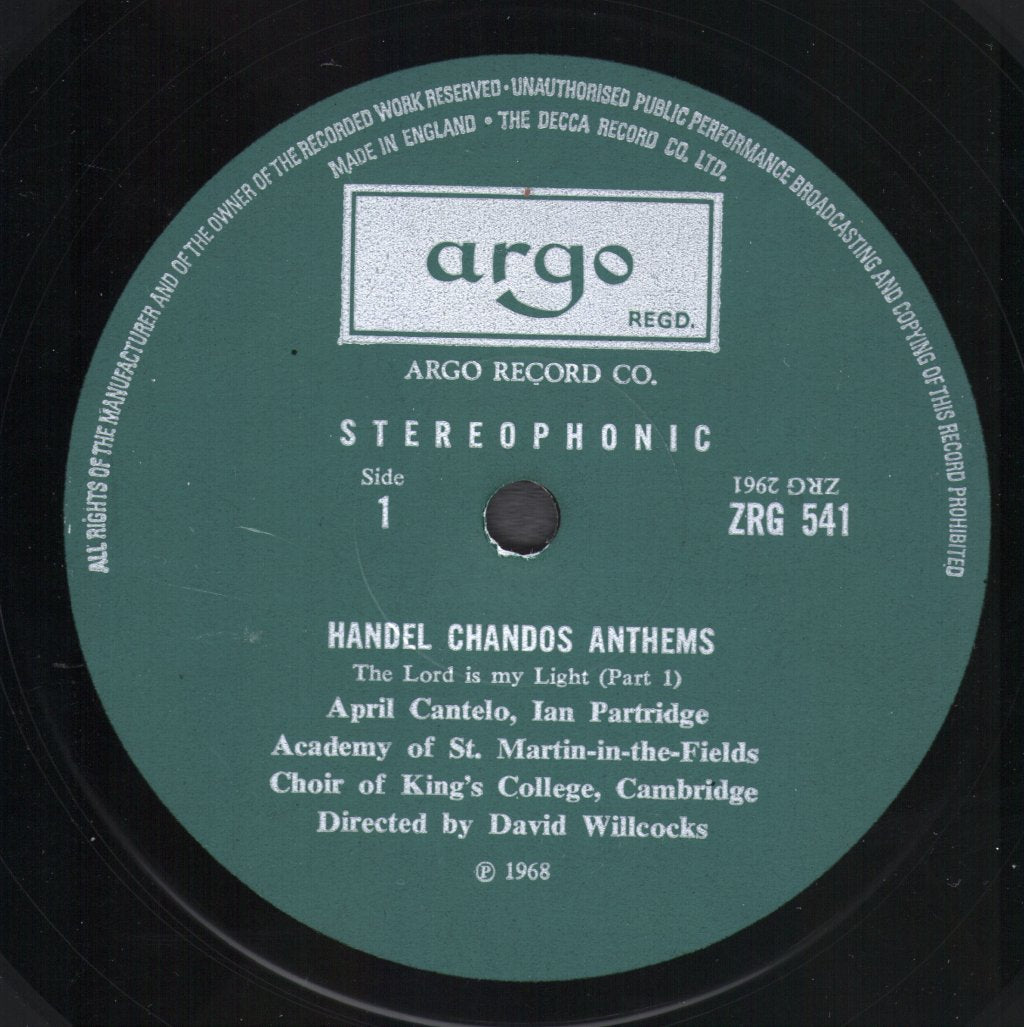 ALL RIGHTS OF THE MANUFACTURER AND OF THE OWNER OF THE RECORDED WORK RESERVED · UNAUTHORISED PUBLIC PERFORMANCE BROADCASTING AND COPYING OF THIS RECORD PROHIBITED
MADE IN ENGLAND • THE DECCA RECORD CO. LTD.
argo
REGD.
ARGO RECORD CO.
STEREOPHONIC
Side
1
ZRG 2961
ZRG 541
HANDEL CHANDOS ANTHEMS
The Lord is my Light (Part 1)
April Cantelo, Ian Partridge
Academy of St. Martin-in-the-Fields
Choir of King's College, Cambridge
Directed by David Willcocks
℗ 1968